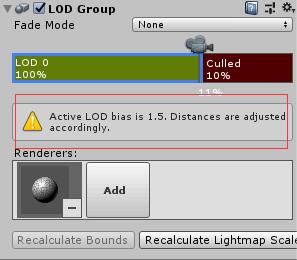 LOD Group
Fade Mode
None
LOD 0
100%
Culled
10%
11%
Active LOD bias is 1.5. Distances are adjusted
accordingly.
Renderers:
Add
Recalculate Bounds
Recalculate Lightmap Scale